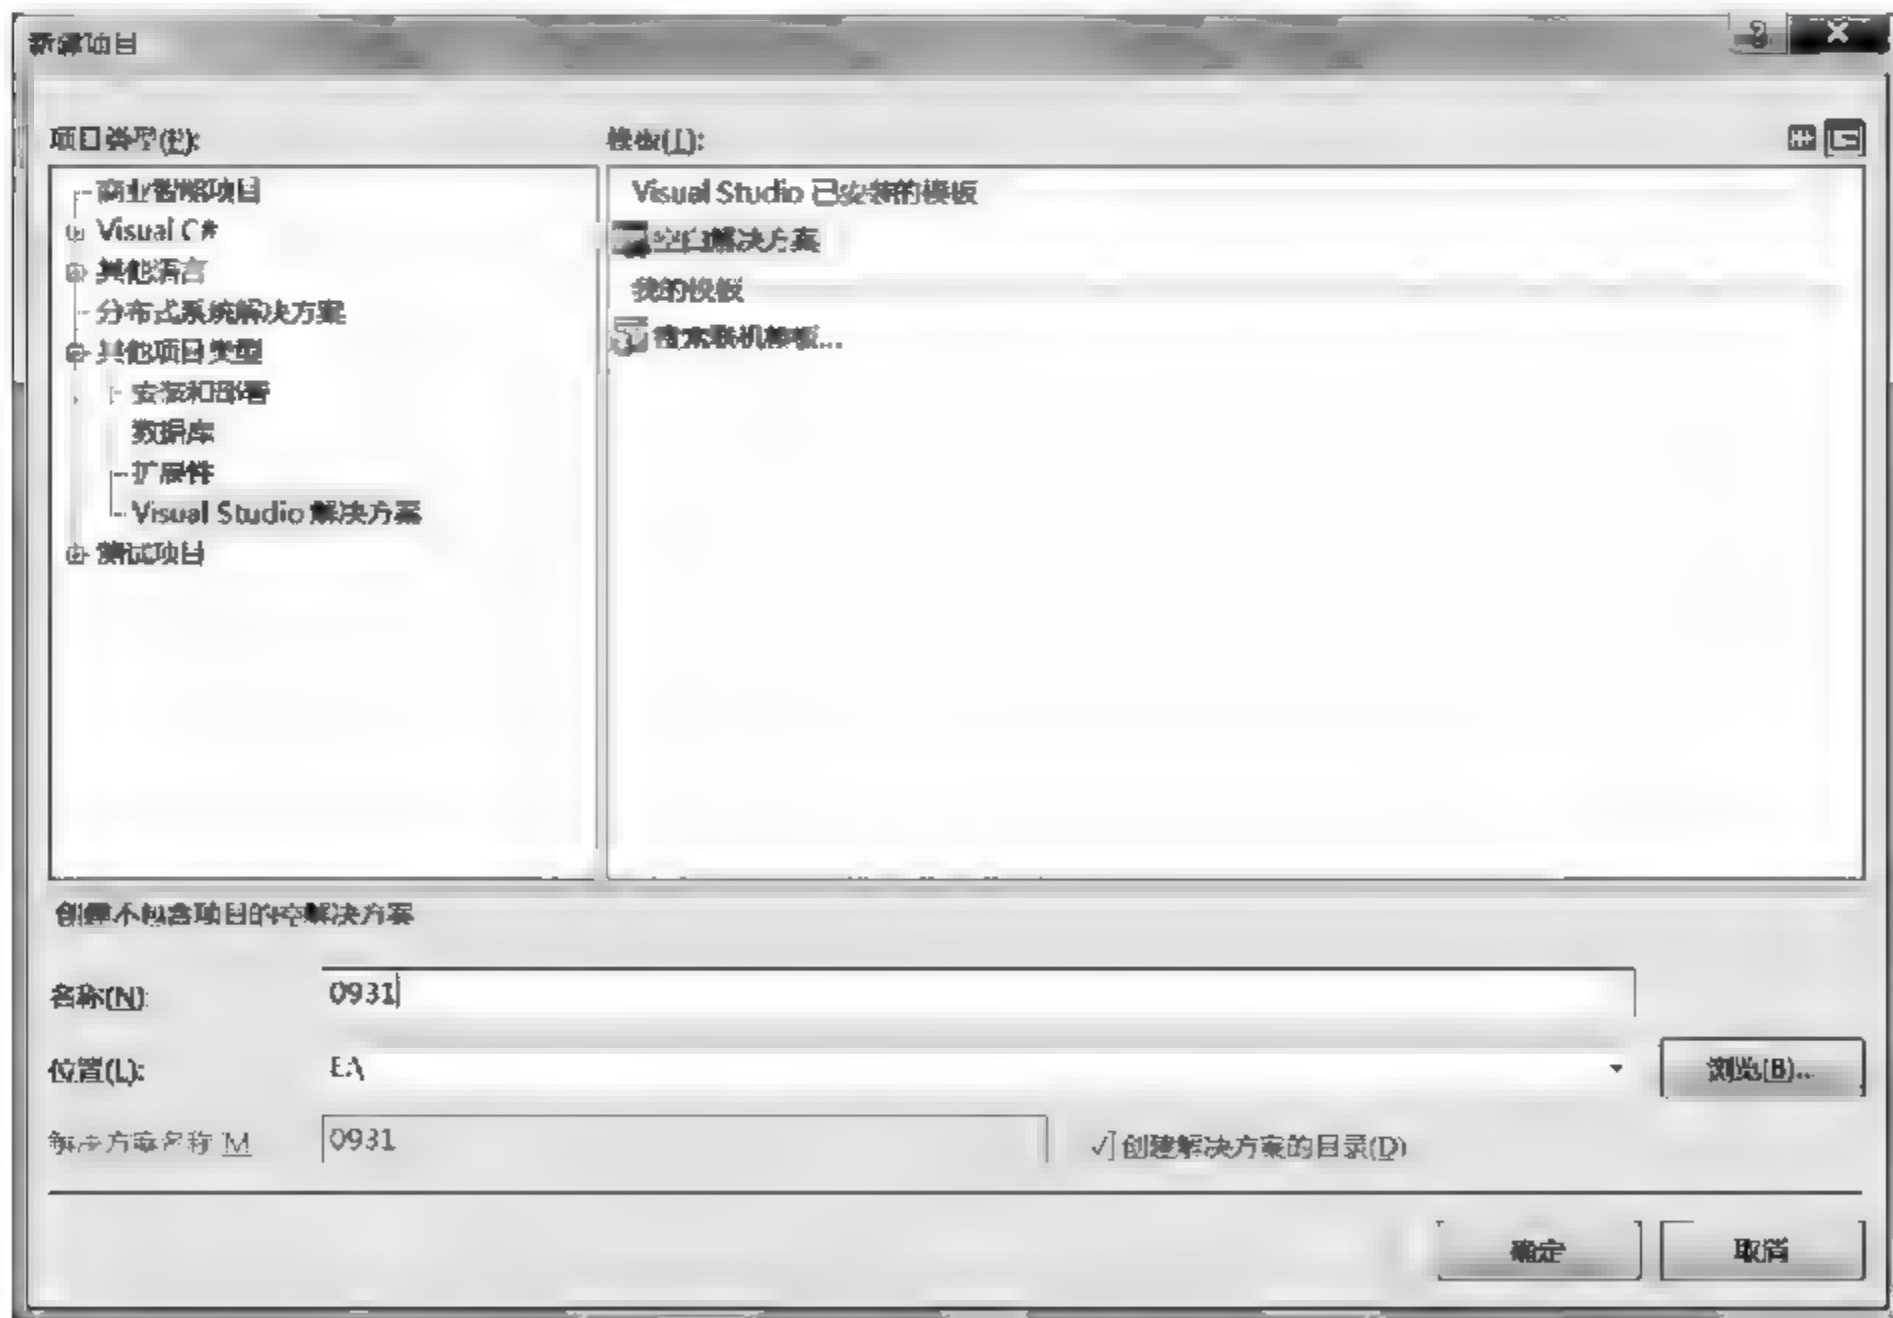 新建项目
项目类型(P):
模板(T):
商业智能项目
Visual C#
其他语言
分布式系统解决方案
其他项目类型
安装和部署
数据库
扩展性
Visual Studio 解决方案
测试项目
Visual Studio 已安装的模板
空白解决方案
我的模板
搜索联机模板...
创建不包含项目的空解决方案
名称(N):
0931
位置(L):
E:\
浏览(B)...
解决方案名称(M)
0931
创建解决方案的目录(D)
确定
取消